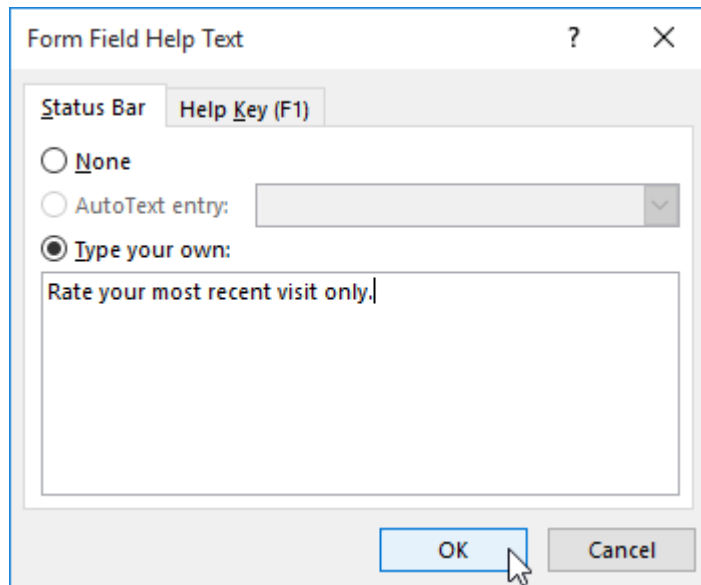 Form Field Help Text
Status Bar Help Key (F1)
None
AutoText entry:
Type your own:
Rate your most recent visit only.
OK Cancel